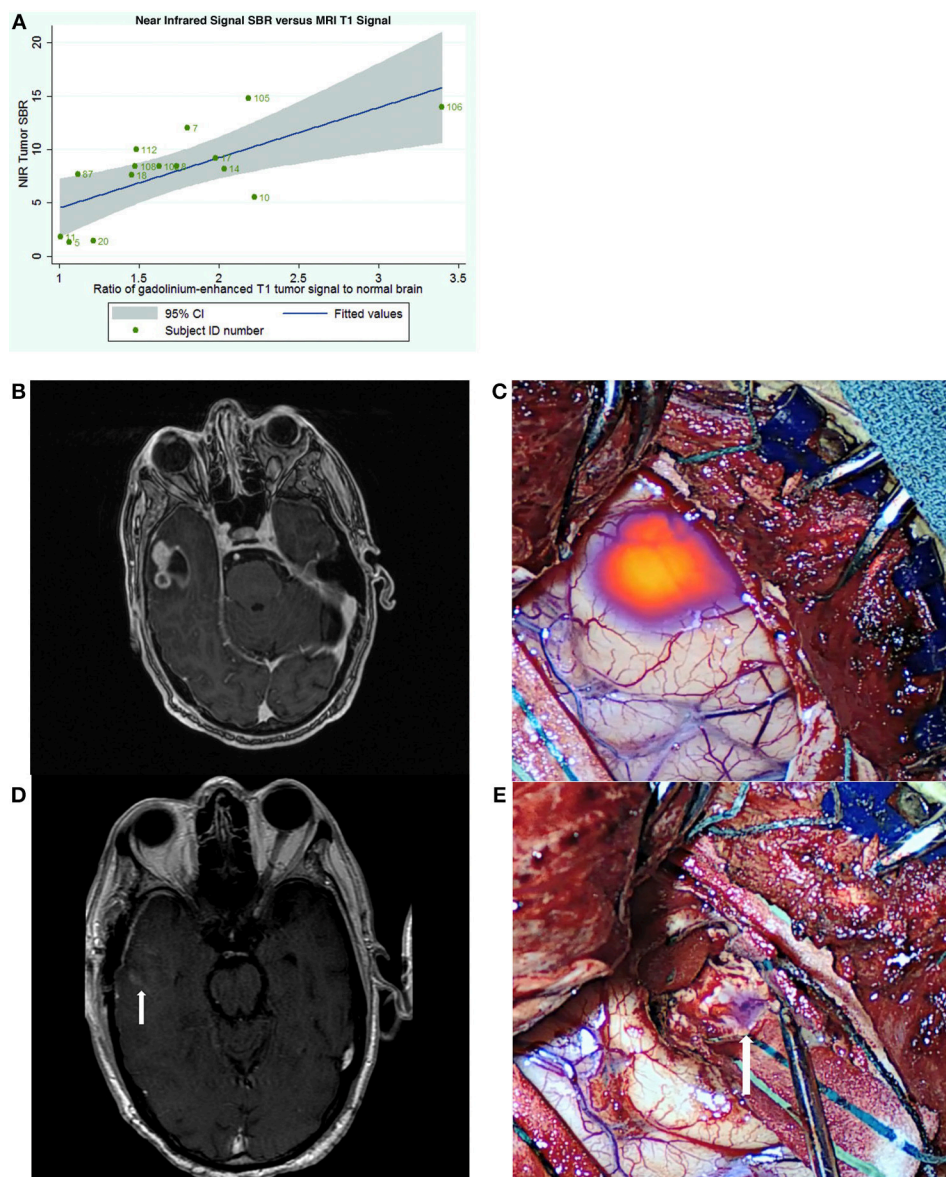 A
Near Infrared Signal SBR versus MRI T1 Signal
NIR Tumor SBR
20
15
10
5
0
105
106
7
112
108
8
17
87
18
14
10
11
5
20
1
1.5
2
2.5
3
3.5
Ratio of gadolinium-enhanced T1 tumor signal to normal brain
95% CI
Fitted values
Subject ID number
B
C
D
E